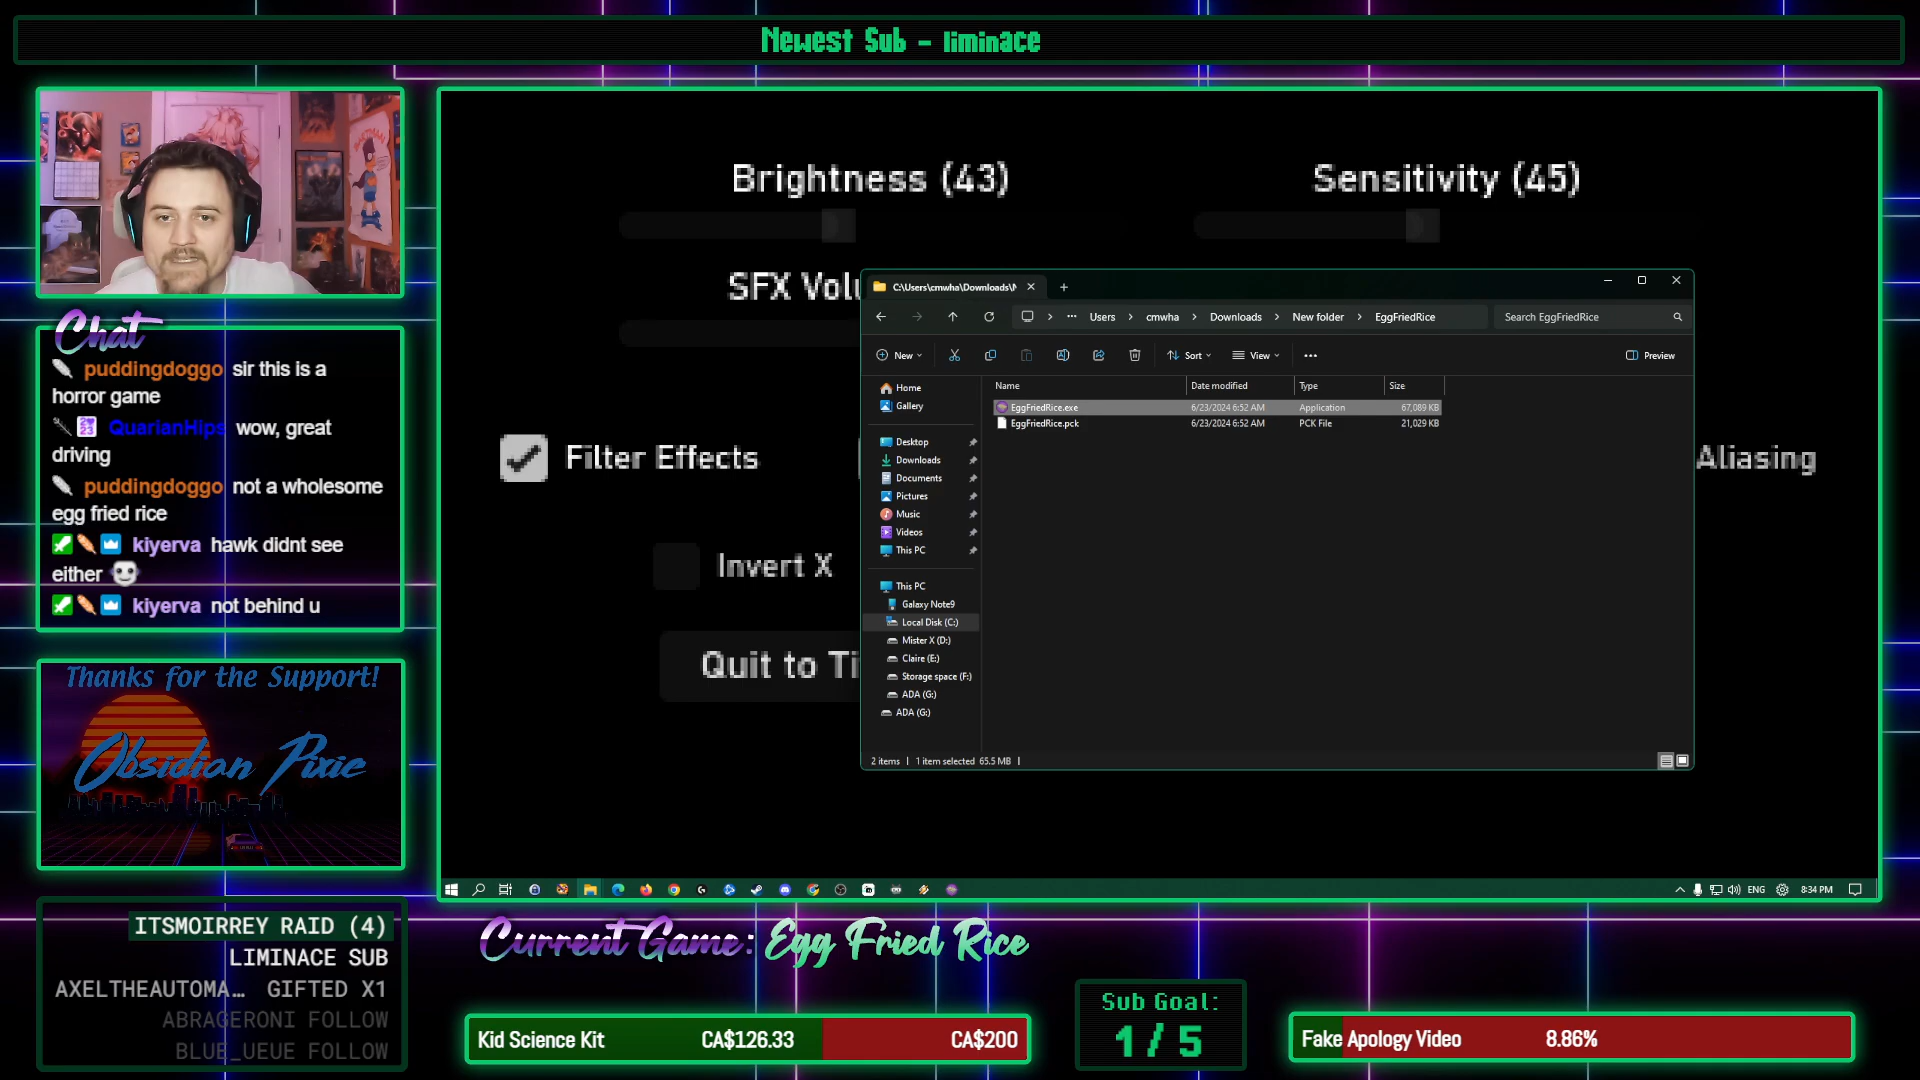 Newest Sub - liminace
Brightness (43)
Sensitivity (45)
SFX Volu
Filter Effects
Aliasing
Invert X
Quit to Ti
C:\Users\cmwha\Downloads\N
Users
cmwha
Downloads
New folder
EggFriedRice
Search EggFriedRice
New
Sort
View
Preview
Name
Date modified
Type
Size
EggFriedRice.exe
6/23/2024 6:52 AM
Application
67,089 KB
EggFriedRice.pck
6/23/2024 6:52 AM
PCK File
21,029 KB
Home
Gallery
Desktop
Downloads
Documents
Pictures
Music
Videos
This PC
This PC
Galaxy Note9
Local Disk (C:)
Mister X (D:)
Claire (E:)
Storage space (F:)
ADA (G:)
ADA (G:)
2 items
1 item selected 65.5 MB
ENG
8:34 PM
Chat
puddingdoggo sir this is a
horror game
QuarianHips wow, great
driving
puddingdoggo not a wholesome
egg fried rice
kiyerva hawk didnt see
either
kiyerva not behind u
Thanks for the Support!
Obsidian Pixie
ITSMOIRREY RAID (4)
LIMINACE SUB
AXELTHEAUTOMA... GIFTED X1
ABRAGERONI FOLLOW
BLUE_UEUE FOLLOW
Current Game: Egg Fried Rice
Kid Science Kit CA$126.33 CA$200
Sub Goal:
1 / 5
Fake Apology Video 8.86%